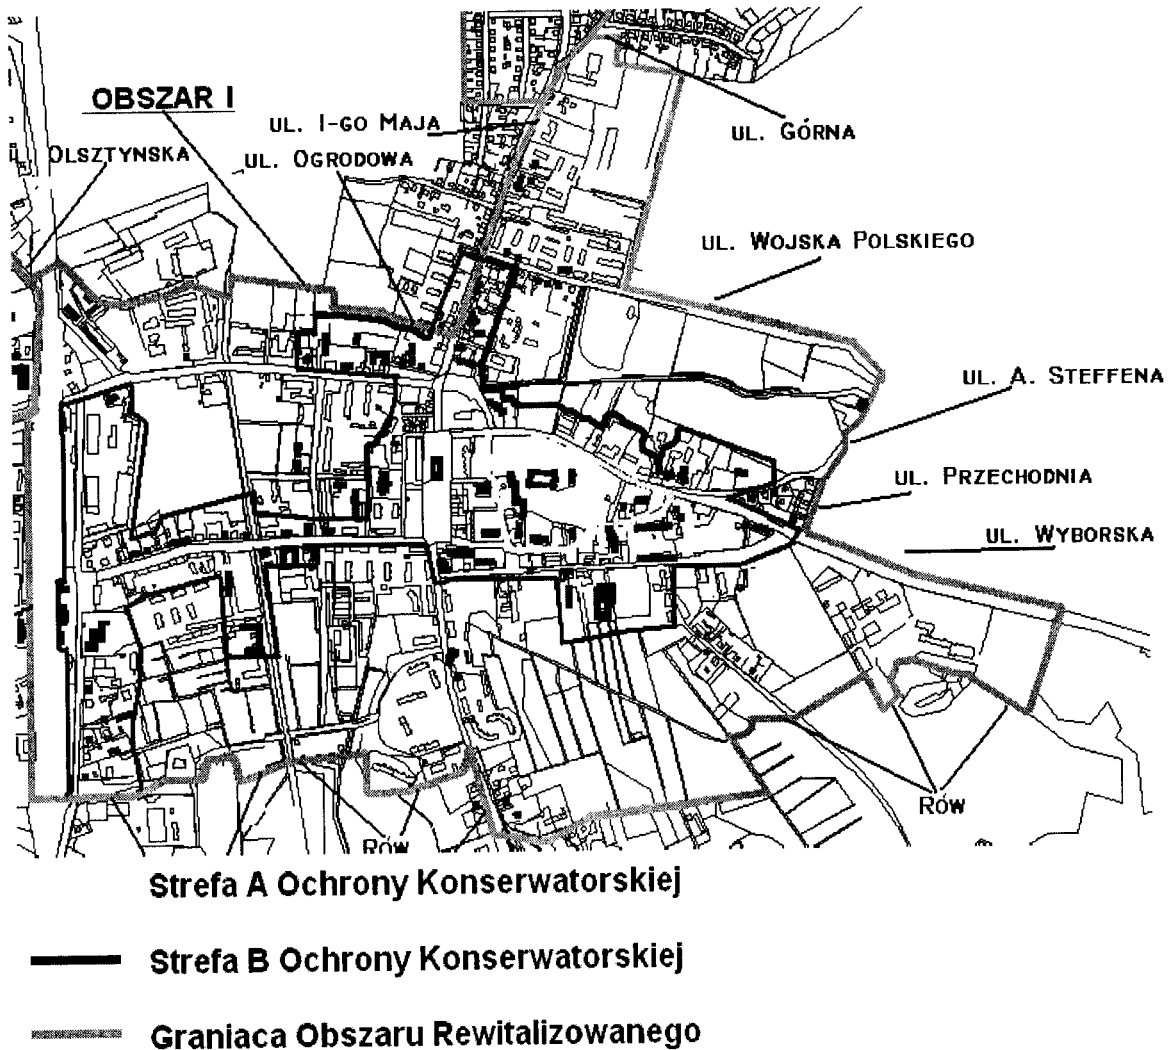 OBSZAR I
UL. I-GO MAJA
UL. GÓRNA
OLSZTYNSKA
UL. OGRODOWA
UL. WOJSKA POLSKIEGO
UL. A. STEFFENA
UL. PRZECHODNIA
UL. WYBORSKA
RÓW
RÓW
Strefa A Ochrony Konserwatorskiej
Strefa B Ochrony Konserwatorskiej
Graniaca Obszaru Rewitalizowanego